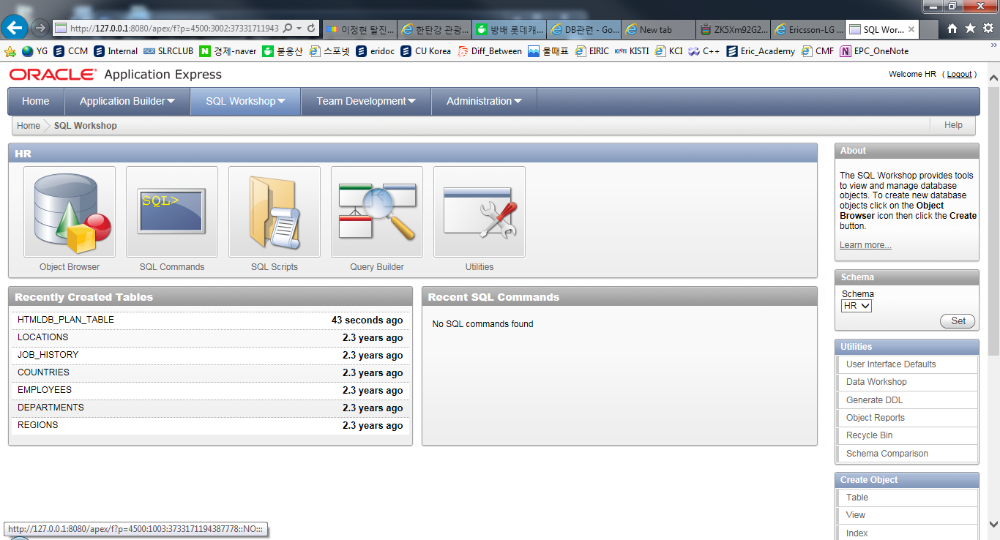 http://127.0.0.1:8080/apex/f?p=4500:3002:37331711943
이정현 탈진...
한탄강 관광...
방배 롯데캐...
DB관련 - Go...
New tab
ZK5Xm92G2...
Ericsson-LG ...
SQL Wor...
YG
CCM
Internal
SLRCLUB
경제-naver
붇옹산
스포넷
eridoc
CU Korea
Diff_Between
물때표
EIRIC
KISTI KISTI
KCI
C++
Eric_Academy
CMF
EPC_OneNote
ORACLE Application Express
Welcome HR ( Logout )
Home
Application Builder
SQL Workshop
Team Development
Administration
Home
SQL Workshop
Help
HR
SQL>
Object Browser
SQL Commands
SQL Scripts
Query Builder
Utilities
Recently Created Tables
HTMLDB_PLAN_TABLE 43 seconds ago
LOCATIONS 2.3 years ago
JOB_HISTORY 2.3 years ago
COUNTRIES 2.3 years ago
EMPLOYEES 2.3 years ago
DEPARTMENTS 2.3 years ago
REGIONS 2.3 years ago
Recent SQL Commands
No SQL commands found
About
The SQL Workshop provides tools
to view and manage database
objects. To create new database
objects click on the Object
Browser icon then click the Create
button.
Learn more...
Schema
Schema
HR
Set
Utilities
User Interface Defaults
Data Workshop
Generate DDL
Object Reports
Recycle Bin
Schema Comparison
Create Object
Table
View
Index
http://127.0.0.1:8080/apex/f?p=4500:1003:3733171194387778::NO:::